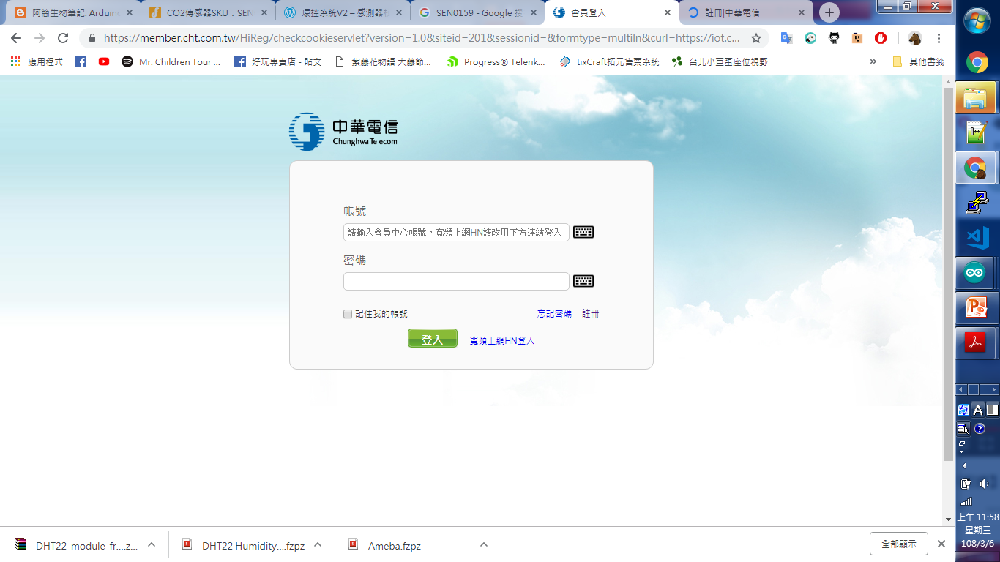 阿簡生物筆記: Arduin
CO2傳感器SKU：SEN
環控系統V2 – 感測器
SEN0159 - Google 搜
會員登入
註冊|中華電信
https://member.cht.com.tw/HiReg/checkcookieservlet?version=1.0&siteid=201&sessionid=&formtype=multiln&curl=https://iot.c...
應用程式
Mr. Children Tour ...
好玩專賣店 - 貼文
紫藤花物語 大藤節...
Progress® Telerik...
tixCraft拓元售票系統
台北小巨蛋座位視野
»
其他書籤
中華電信
Chunghwa Telecom
帳號
請輸入會員中心帳號，寬頻上網HN請改用下方連結登入
密碼
記住我的帳號
忘記密碼
註冊
登入
寬頻上網HN登入
上午 11:58
星期三
108/3/6
DHT22-module-fr....z...
DHT22 Humidity....fzpz
Ameba.fzpz
全部顯示